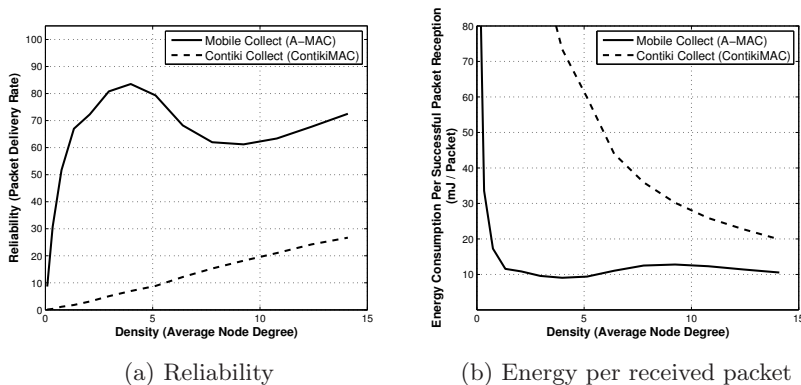 100
90
80
70
60
50
40
30
20
10
0
0
5
10
15
Reliability (Packet Delivery Rate)
Density (Average Node Degree)
Mobile Collect (A−MAC)
Contiki Collect (ContikiMAC)
(a) Reliability
80
70
60
50
40
30
20
10
0
5
10
15
Energy Consumption Per Successful Packet Reception
(mJ / Packet)
Density (Average Node Degree)
Mobile Collect (A−MAC)
Contiki Collect (ContikiMAC)
(b) Energy per received packet